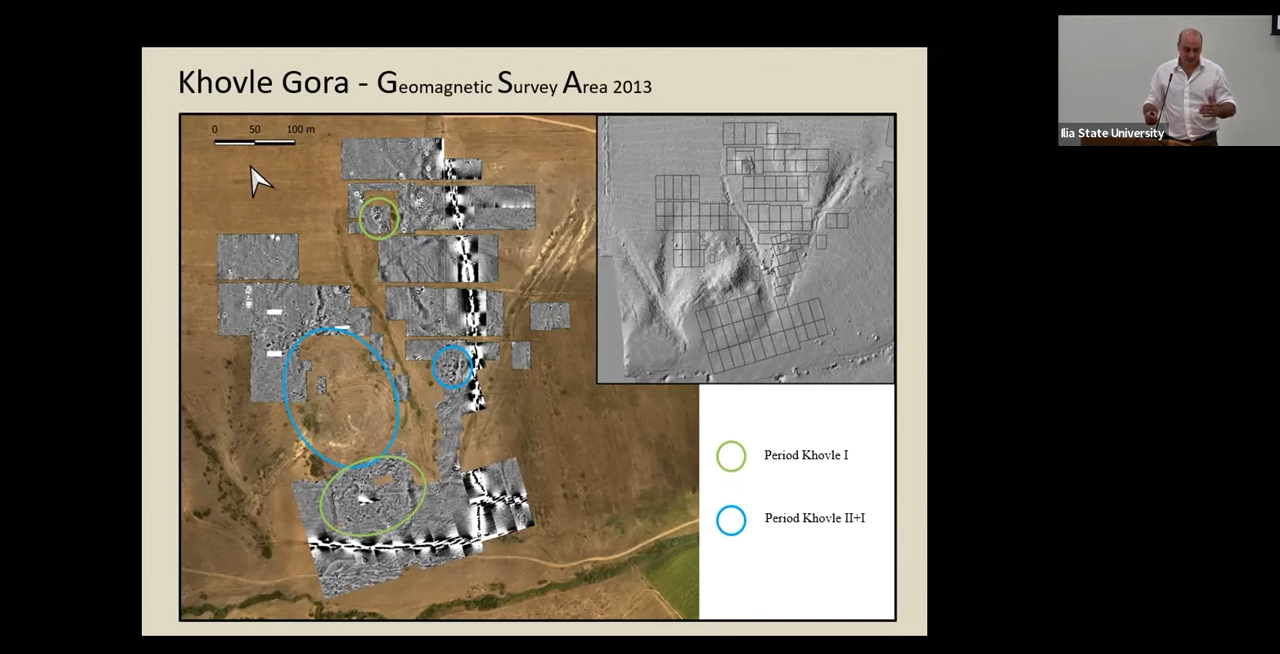 Khovle Gora - Geomagnetic Survey Area 2013
0 50 100 m
Period Khovle I
Period Khovle II+I
Ilia State University